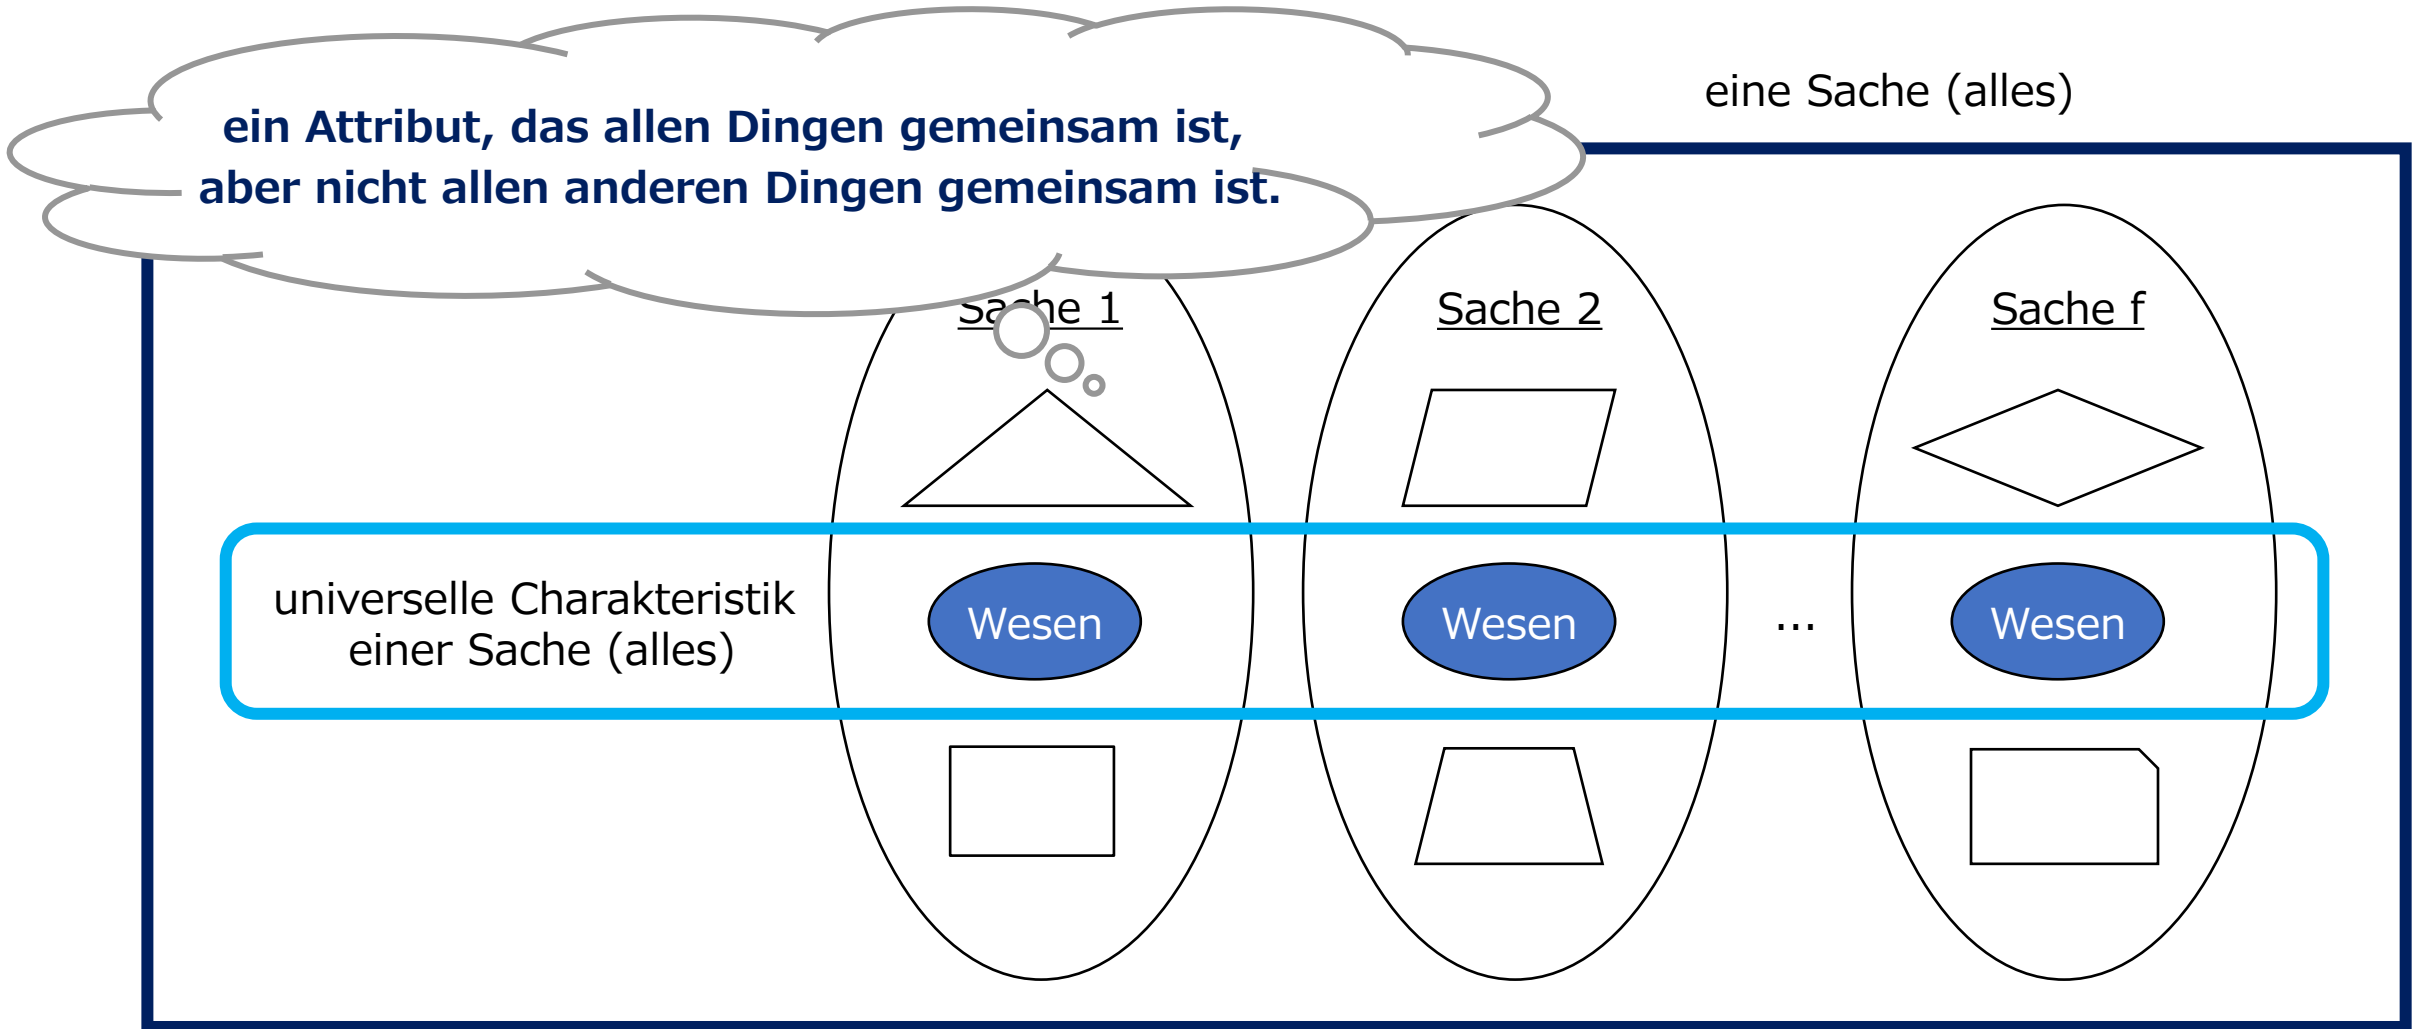 eine Sache (alles)
ein Attribut, das allen Dingen gemeinsam ist,
aber nicht allen anderen Dingen gemeinsam ist.
Sache 1
Sache 2
Sache f
universelle Charakteristik
einer Sache (alles)
Wesen
Wesen
...
Wesen